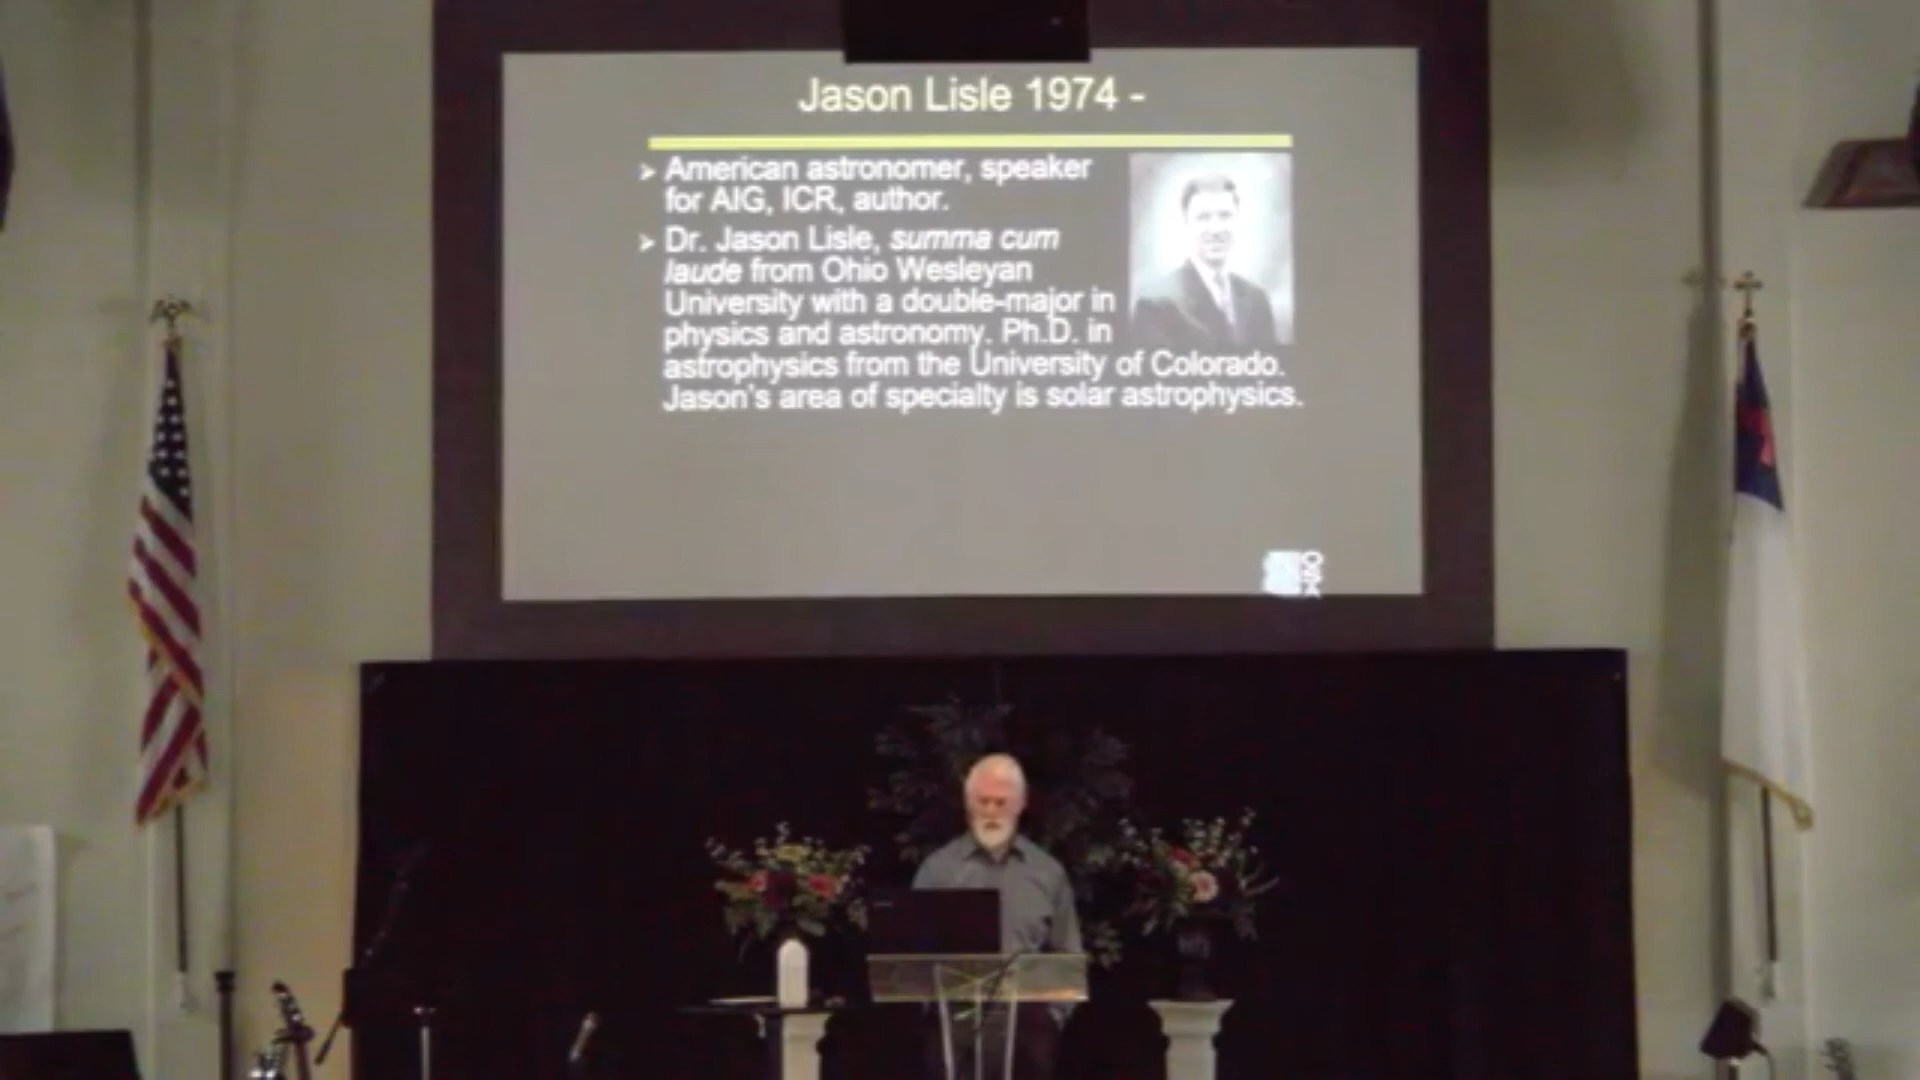 Jason Lisle 1974 -
➢ American astronomer, speaker
for AIG, ICR, author.
➢ Dr. Jason Lisle, summa cum
laude from Ohio Wesleyan
University with a double-major in
physics and astronomy. Ph.D. in
astrophysics from the University of Colorado.
Jason's area of specialty is solar astrophysics.